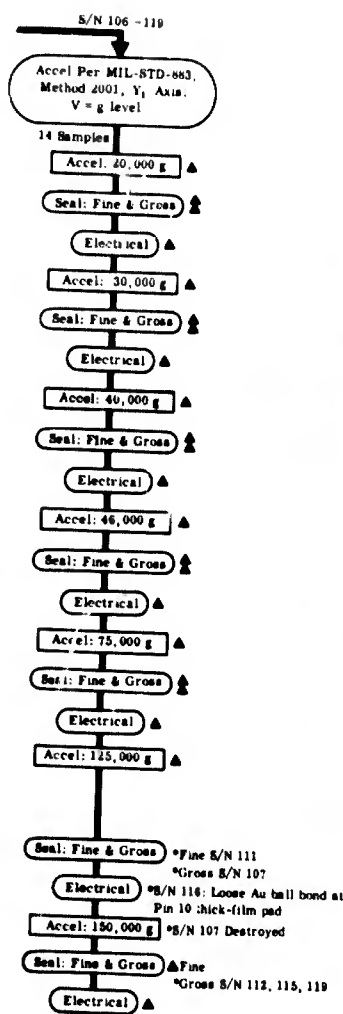 S/N 106 -119
Accel Per MIL-STD-883,
Method 2001, Y₁ Axis.
V = g level
14 Samples
Accel: 20,000 g ▲
Seal: Fine & Gross ▲▲
Electrical ▲
Accel: 30,000 g ▲
Seal: Fine & Gross ▲▲
Electrical ▲
Accel: 40,000 g ▲
Seal: Fine & Gross ▲▲
Electrical ▲
Accel: 46,000 g ▲
Seal: Fine & Gross ▲▲
Electrical ▲
Accel: 75,000 g ▲
Seal: Fine & Gross ▲▲
Electrical ▲
Accel: 125,000 g ▲
Seal: Fine & Gross *Fine S/N 111
*Gross S/N 107
Electrical *S/N 116: Loose Au ball bond at
Pin 10 thick-film pad
Accel: 150,000 g *S/N 107 Destroyed
Seal: Fine & Gross ▲Fine
*Gross S/N 112, 115, 119
Electrical ▲